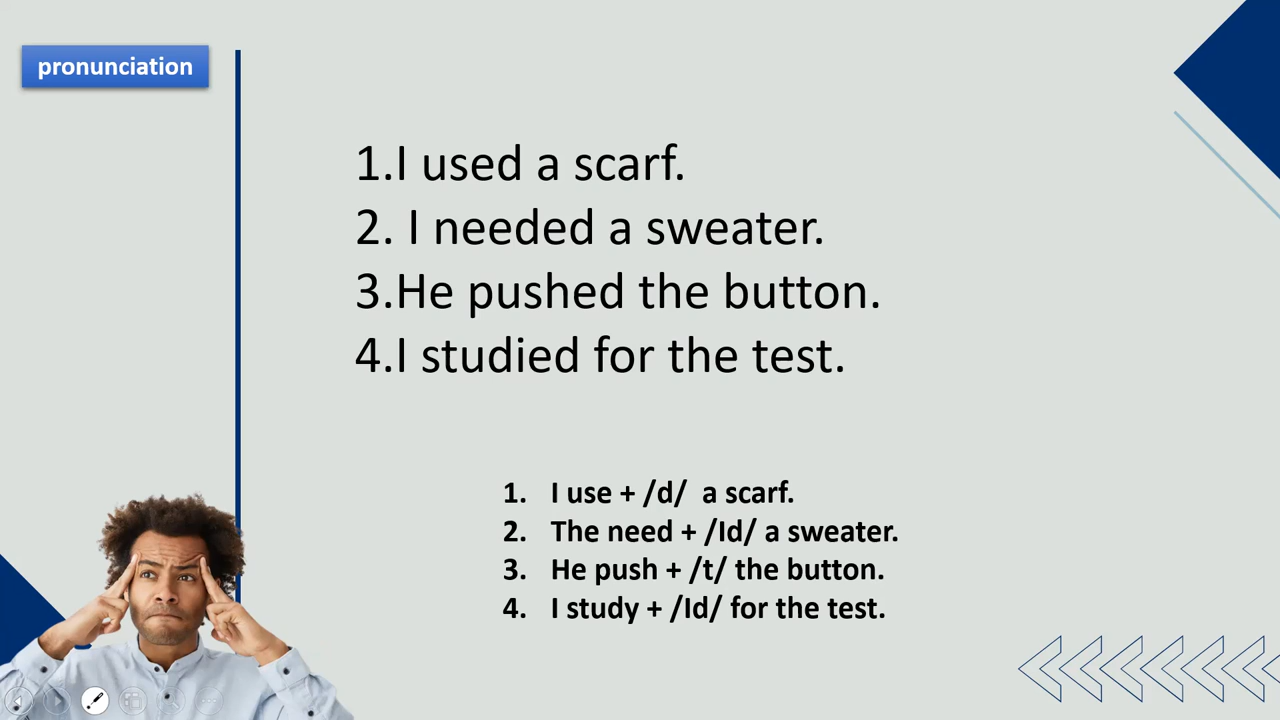 pronunciation
1.I used a scarf.
2. I needed a sweater.
3.He pushed the button.
4.I studied for the test.
1. I use + /d/ a scarf.
2. The need + /Id/ a sweater.
3. He push + /t/ the button.
4. I study + /Id/ for the test.